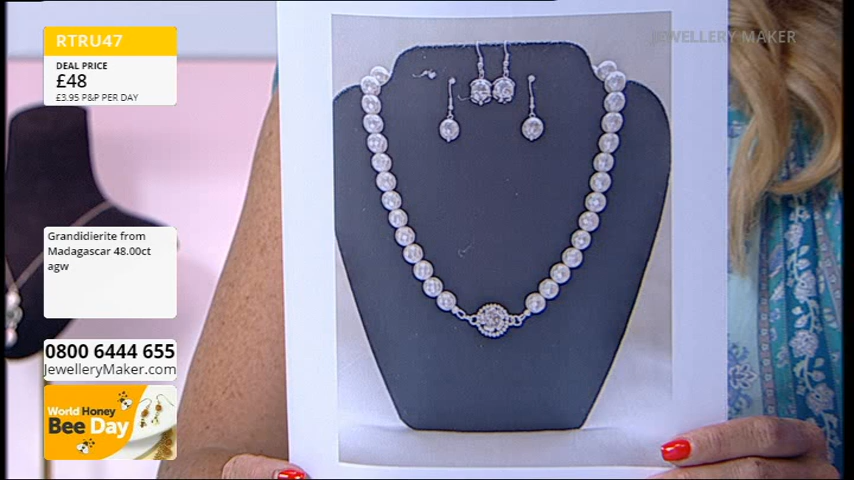 RTRU47
DEAL PRICE
£48
£3.95 P&P PER DAY
JEWELLERY MAKER
Grandidierite from
Madagascar 48.00ct
agw
0800 6444 655
JewelleryMaker.com
World Honey
Bee Day